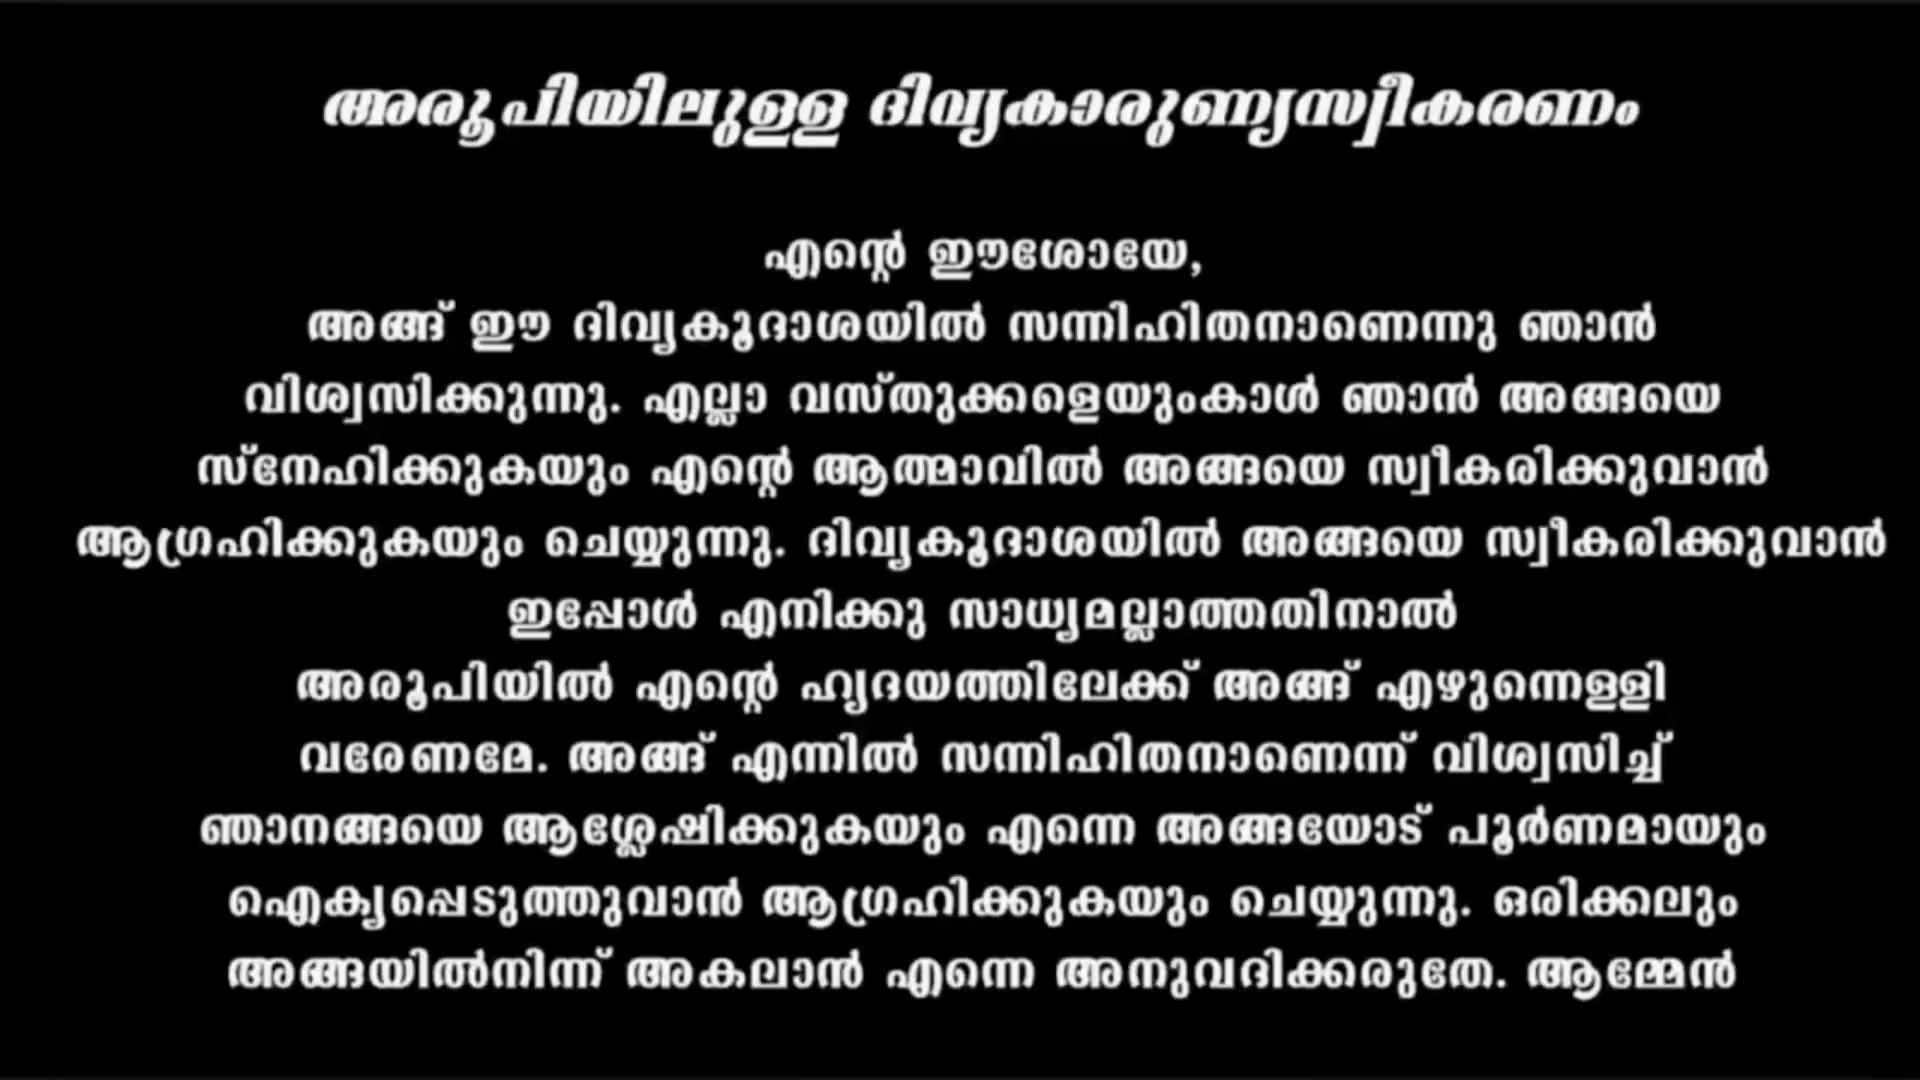 അരൂപിയിലുള്ള ദിവ്യകാരുണ്യസ്വീകരണം
എന്റെ ഈശോയേ,
അങ്ങ് ഈ ദിവ്യകൂദാശയിൽ സന്നിഹിതനാണെന്നു ഞാൻ
വിശ്വസിക്കുന്നു. എല്ലാ വസ്തുക്കളെയുംകാൾ ഞാൻ അങ്ങയെ
സ്നേഹിക്കുകയും എന്റെ ആത്മാവിൽ അങ്ങയെ സ്വീകരിക്കുവാൻ
ആഗ്രഹിക്കുകയും ചെയ്യുന്നു. ദിവ്യകൂദാശയിൽ അങ്ങയെ സ്വീകരിക്കുവാൻ
ഇപ്പോൾ എനിക്കു സാധ്യമല്ലാത്തതിനാൽ
അരൂപിയിൽ എന്റെ ഹൃദയത്തിലേക്ക് അങ്ങ് എഴുന്നെള്ളി
വരേണമേ. അങ്ങ് എന്നിൽ സന്നിഹിതനാണെന്ന് വിശ്വസിച്ച്
ഞാനങ്ങയെ ആശ്ലേഷിക്കുകയും എന്നെ അങ്ങയോട് പൂർണമായും
ഐക്യപ്പെടുത്തുവാൻ ആഗ്രഹിക്കുകയും ചെയ്യുന്നു. ഒരിക്കലും
അങ്ങയിൽനിന്ന് അകലാൻ എന്നെ അനുവദിക്കരുതേ. ആമ്മേൻ